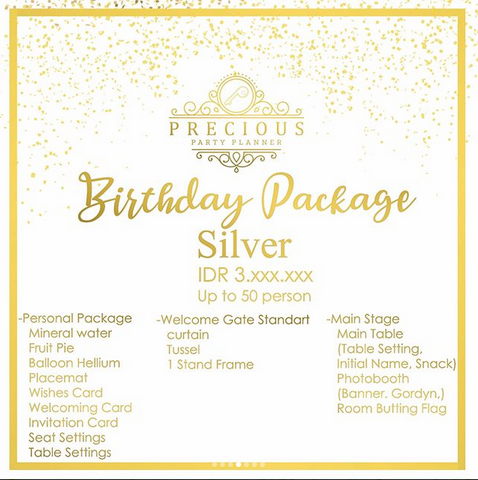 PRECIOUS
PARTY PLANNER
Birthday Package
Silver
IDR 3.xxx.xxx
Up to 50 person
-Personal Package
Mineral water
Fruit Pie
Balloon Hellium
Placemat
Wishes Card
Welcoming Card
Invitation Card
Seat Settings
Table Settings
-Welcome Gate Standart
curtain
Tussel
1 Stand Frame
-Main Stage
Main Table
(Table Setting,
Initial Name, Snack)
Photobooth
(Banner. Gordyn,)
Room Butting Flag